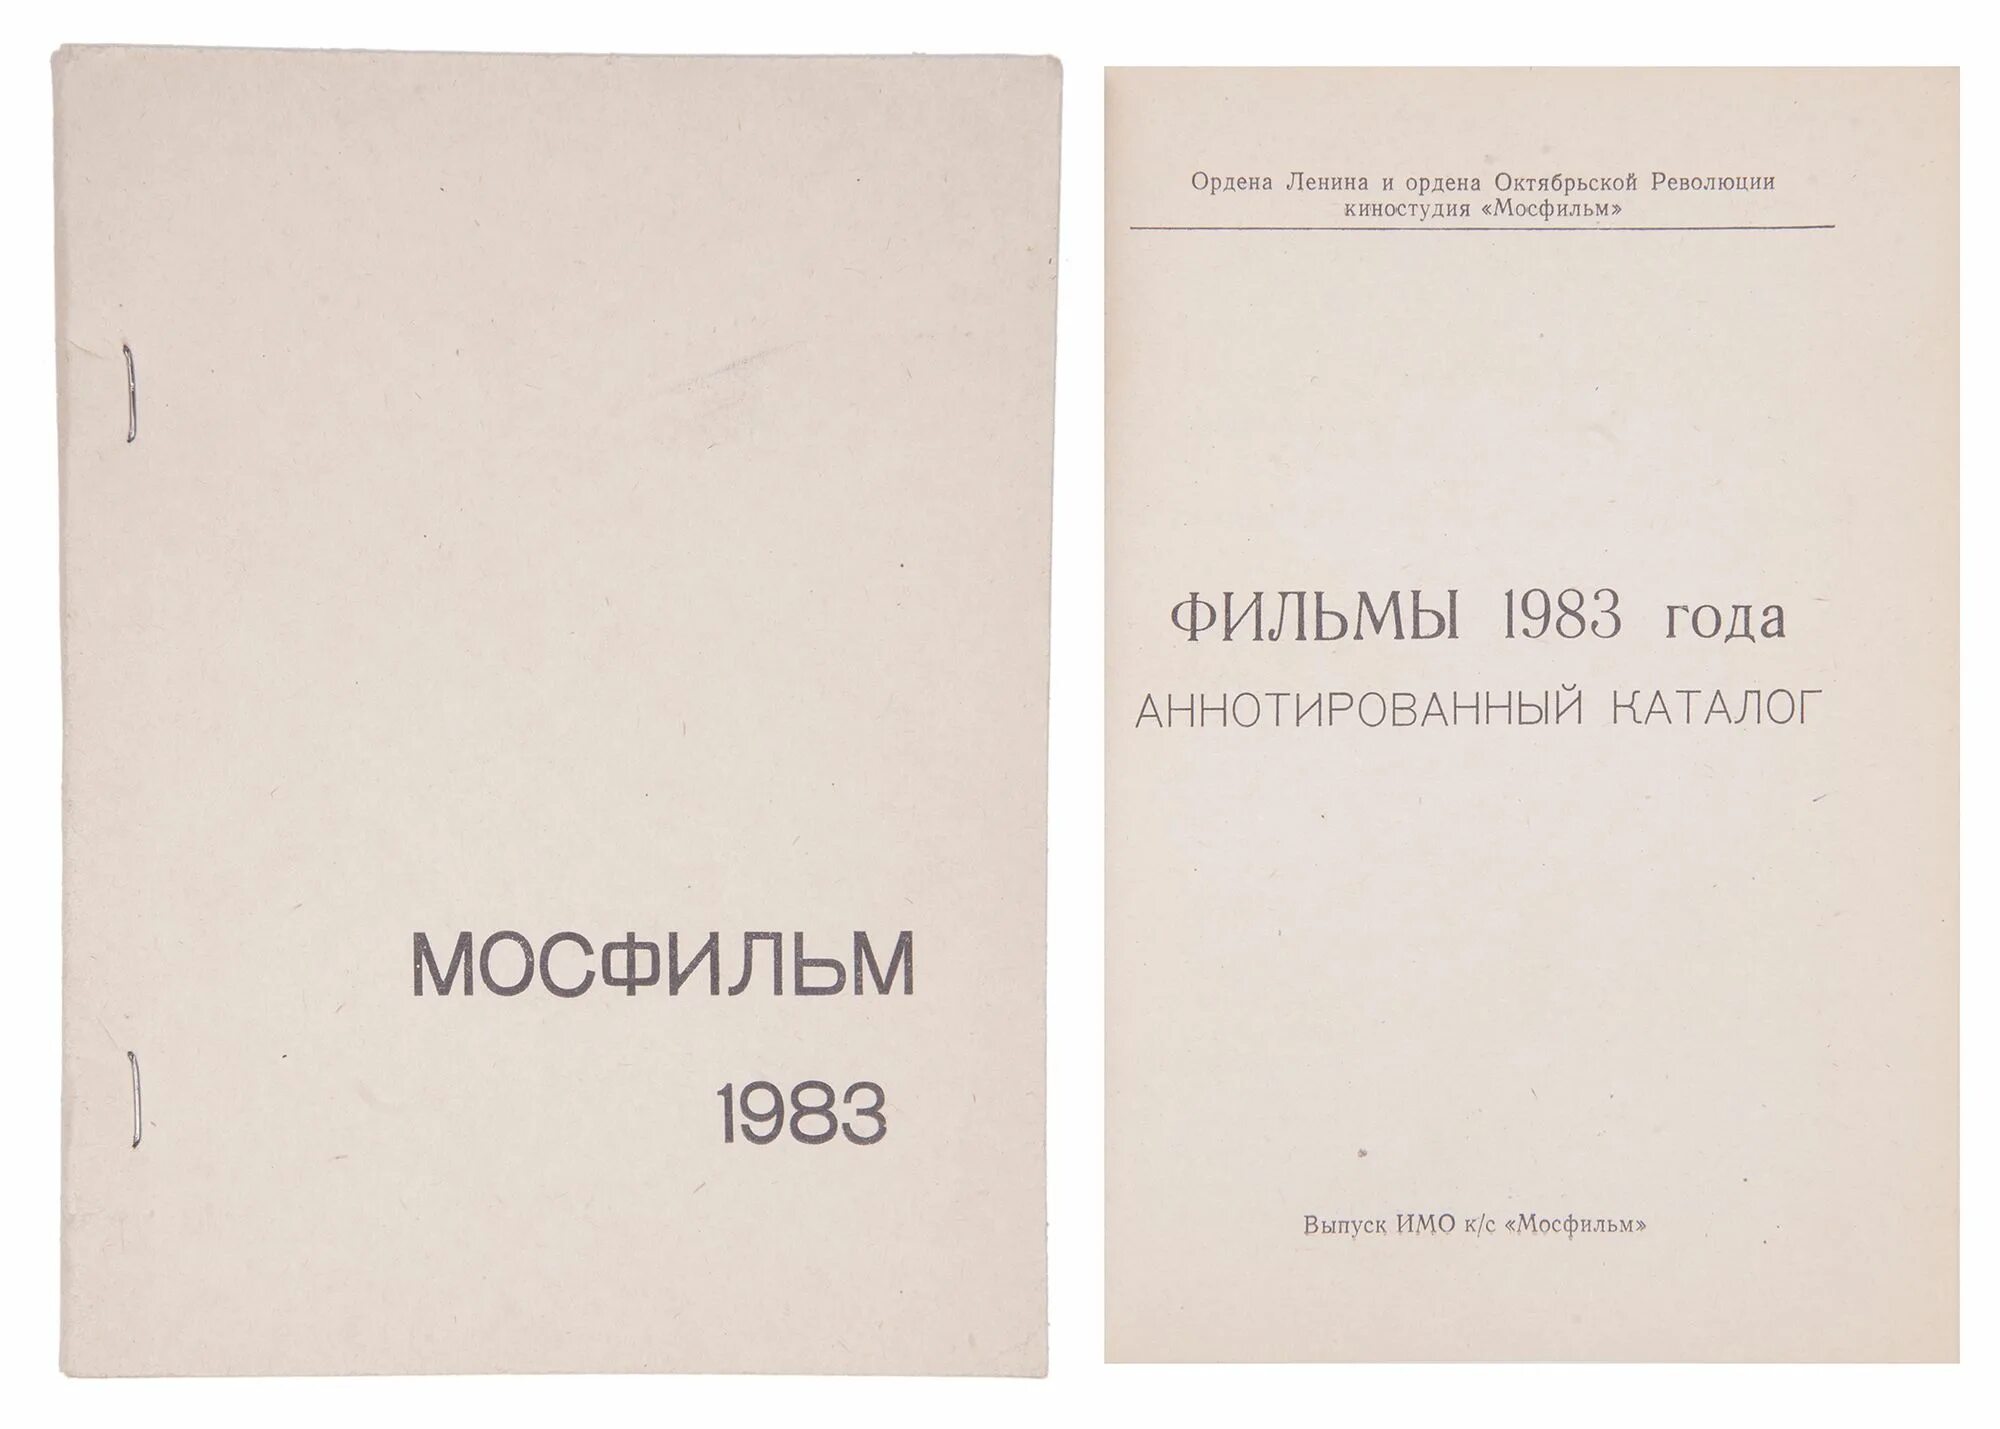 МОСФИЛЬМ
1983
Ордена Ленина и ордена Октябрьской Революции
киностудия «Мосфильм»
ФИЛЬМЫ 1983 года
АННОТИРОВАННЫЙ КАТАЛОГ
Выпуск ИМО к/с «Мосфильм»